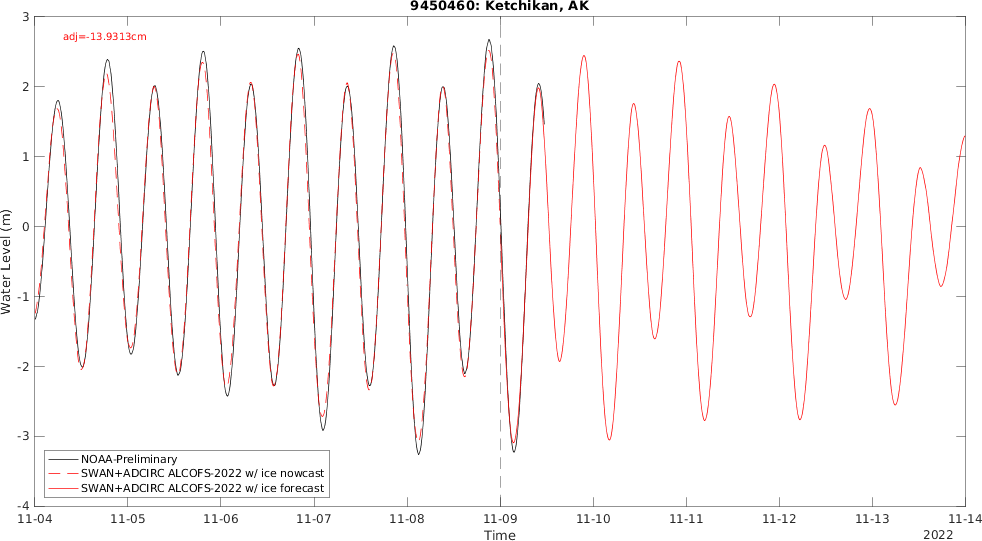 9450460: Ketchikan, AK
adj=-13.9313cm
3
2
1
0
-1
-2
-3
-4
Water Level (m)
NOAA-Preliminary
SWAN+ADCIRC ALCOFS-2022 w/ ice nowcast
SWAN+ADCIRC ALCOFS-2022 w/ ice forecast
11-04 11-05 11-06 11-07 11-08 11-09 11-10 11-11 11-12 11-13 11-14
Time
2022